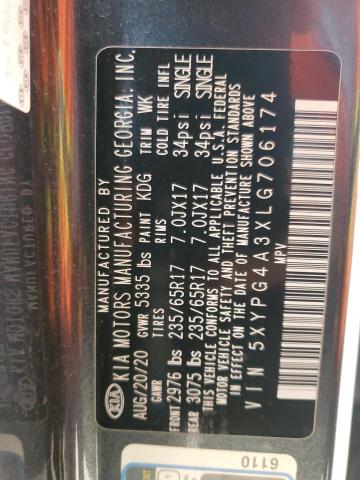 MANUFACTURED BY
KIA KIA MOTORS MANUFACTURING GEORGIA. INC.
AUG/20/20 GVWR 5335 lbs PAINT KDG TRIM WK
GAWR TIRES RIMS COLD TIRE INFL
FRONT 2976 lbs 235/65R17 7.0JX17 34psi SINGLE
REAR 3075 lbs 235/65R17 7.0JX17 34psi SINGLE
THIS VEHICLE CONFORMS TO ALL APPLICABLE U.S.A. FEDERAL
MOTOR VEHICLE SAFETY AND THEFT PREVENTION STANDARDS
IN EFFECT ON THE DATE OF MANUFACTURE SHOWN ABOVE
VIN 5XYPG4A3XLG706174
MPV
6110